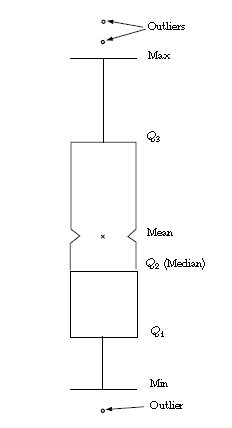 Outliers
Max
Q3
Mean
Q2 (Median)
Q1
Min
Outlier